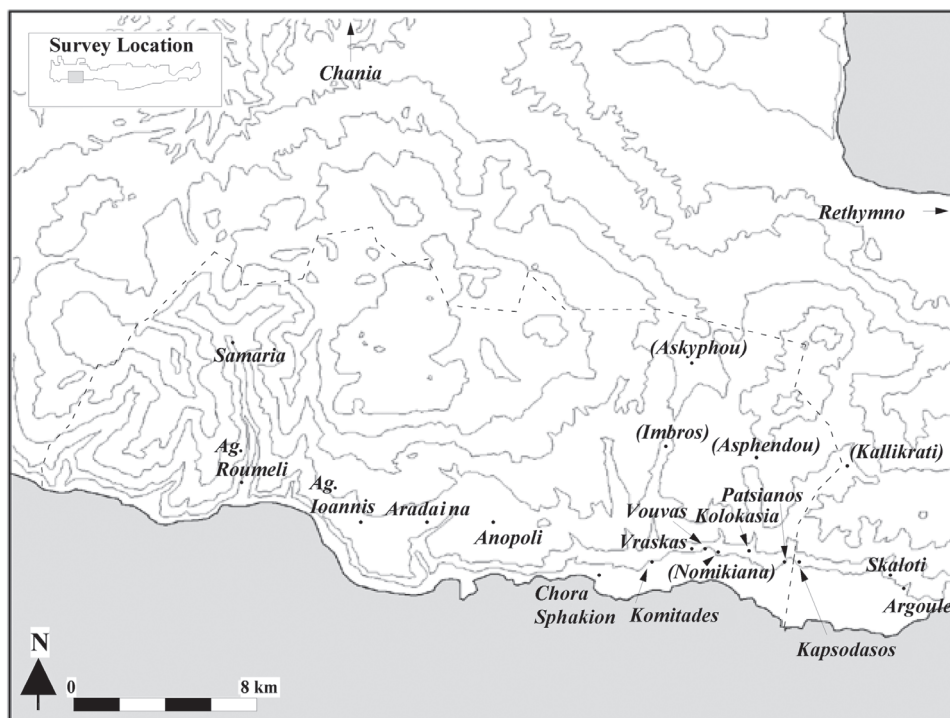 Survey Location
Chania
Rethymno
Samaria
(Askyphou)
(Imbros)
(Asphendou)
(Kallikrati)
Ag.
Roumeli
Ag.
Ioannis
Aradaina
Anopoli
Patsianos
Vouvas
Kolokasia
Vraskas
(Nomikiana)
Skaloti
Argoule
Chora
Sphakion
Komitades
Kapsodasos
N
0 8 km